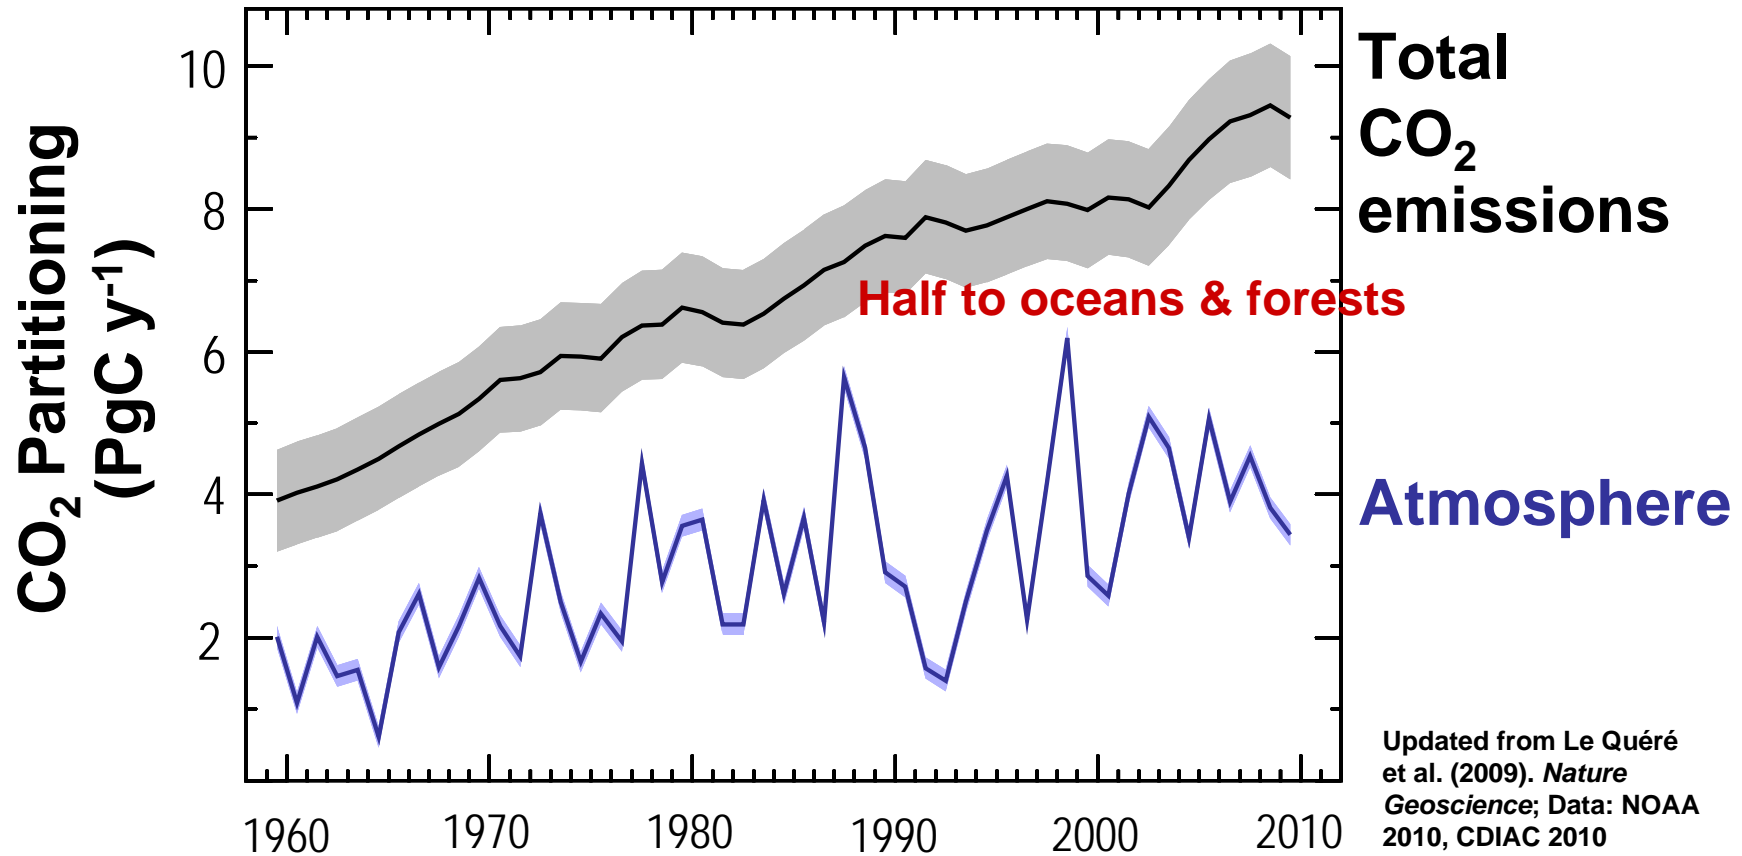 CO₂ Partitioning
(PgC y⁻¹)
10
8
6
4
2
1960 1970 1980 1990 2000 2010
Total
CO₂
emissions
Half to oceans & forests
Atmosphere
Updated from Le Quéré
et al. (2009). Nature
Geoscience; Data: NOAA
2010, CDIAC 2010